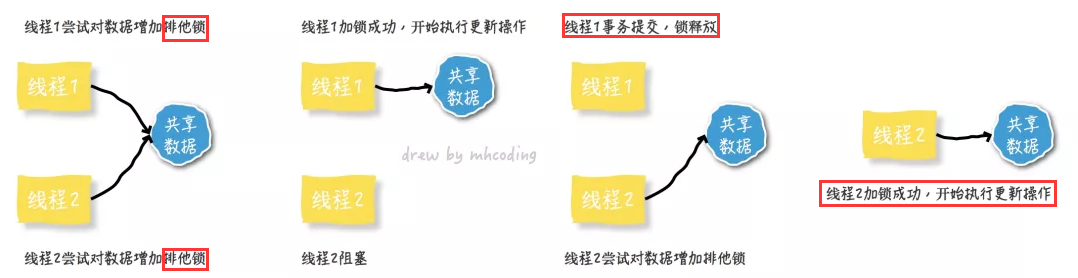 线程1尝试对数据增加排他锁
线程1
共享
数据
线程2
线程2尝试对数据增加排他锁
线程1加锁成功，开始执行更新操作
线程1
共享
数据
drew by mhcoding
线程2
线程2阻塞
线程1事务提交，锁释放
线程1
共享
数据
线程2
线程2尝试对数据增加排他锁
线程2
共享
数据
线程2加锁成功，开始执行更新操作